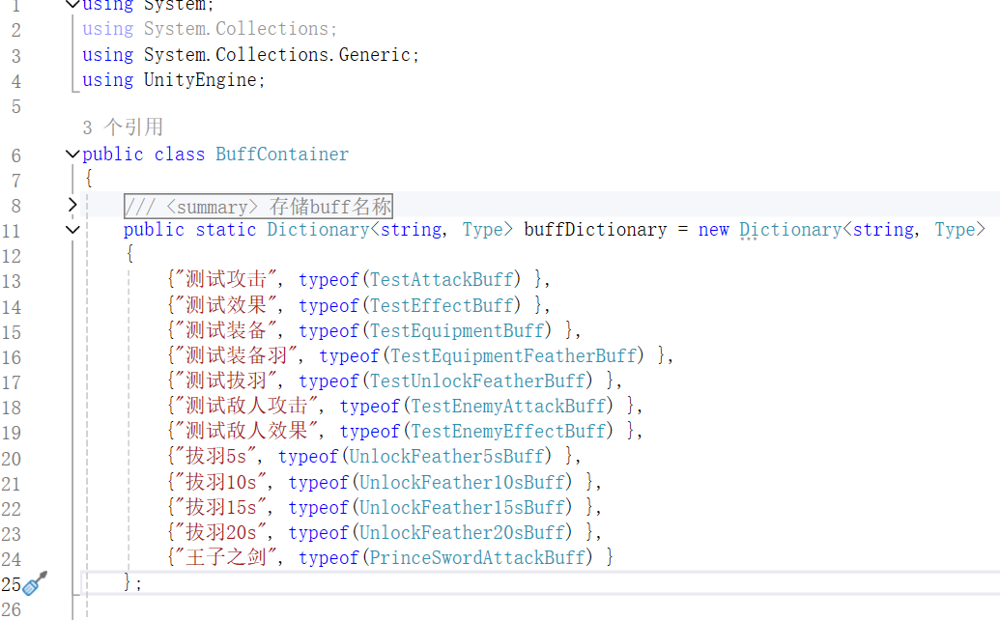 1 using System;
2 using System.Collections;
3 using System.Collections.Generic;
4 using UnityEngine;
5
3 个引用
6 public class BuffContainer
7 {
8 /// <summary> 存储buff名称
11 public static Dictionary<string, Type> buffDictionary = new Dictionary<string, Type>
12 {
13 {"测试攻击", typeof(TestAttackBuff) },
14 {"测试效果", typeof(TestEffectBuff) },
15 {"测试装备", typeof(TestEquipmentBuff) },
16 {"测试装备羽", typeof(TestEquipmentFeatherBuff) },
17 {"测试拔羽", typeof(TestUnlockFeatherBuff) },
18 {"测试敌人攻击", typeof(TestEnemyAttackBuff) },
19 {"测试敌人效果", typeof(TestEnemyEffectBuff) },
20 {"拔羽5s", typeof(UnlockFeather5sBuff) },
21 {"拔羽10s", typeof(UnlockFeather10sBuff) },
22 {"拔羽15s", typeof(UnlockFeather15sBuff) },
23 {"拔羽20s", typeof(UnlockFeather20sBuff) },
24 {"王子之剑", typeof(PrinceSwordAttackBuff) }
25 };
26